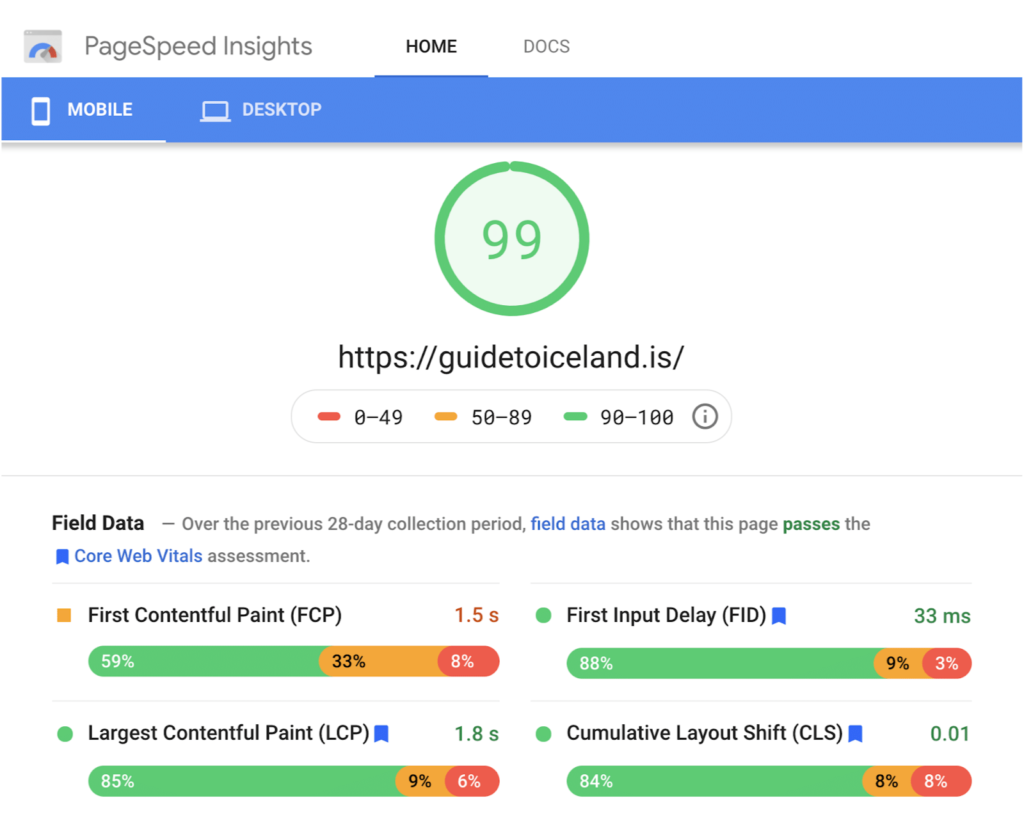 PageSpeed Insights HOME DOCS
MOBILE DESKTOP
99
https://guidetoiceland.is/
0–49 50–89 90–100
Field Data — Over the previous 28-day collection period, field data shows that this page passes the
Core Web Vitals assessment.
First Contentful Paint (FCP) 1.5 s
59% 33% 8%
First Input Delay (FID) 33 ms
88% 9% 3%
Largest Contentful Paint (LCP) 1.8 s
85% 9% 6%
Cumulative Layout Shift (CLS) 0.01
84% 8% 8%